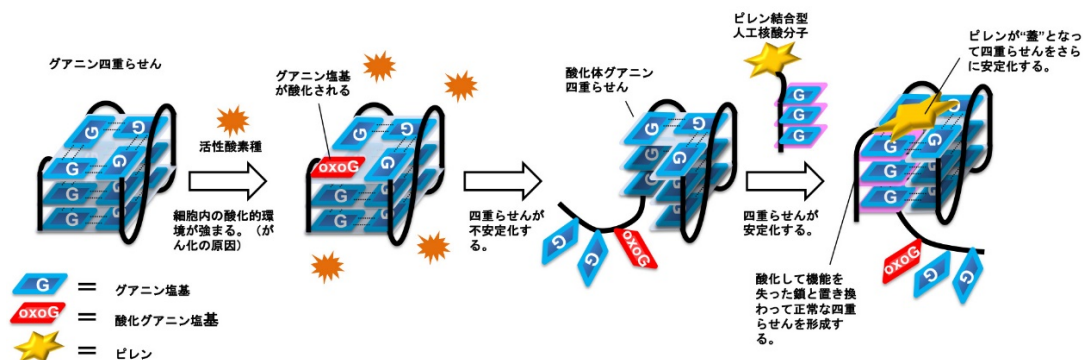 グアニン四重らせん
G
G
G
G
G
G
活性酸素種
細胞内の酸化的環
境が強まる。（が
ん化の原因）
グアニン塩基
が酸化される
G
G
G
oxoG
G
G
G
四重らせんが
不安定化す
る。
酸化体グアニン
四重らせん
G
G
G
G
G
G
G
oxoG
ピレン結合型
人工核酸分子
G
G
G
四重らせんが
安定化する。
ピレンが“蓋”となっ
て四重らせんをさら
に安定化する。
G
G
G
G
G
oxoG
G
G
酸化して機能を
失った鎖と置き換
わって正常な四重
らせんを形成す
る。
G ＝ グアニン塩基
oxoG ＝ 酸化グアニン塩基
＝ ピレン